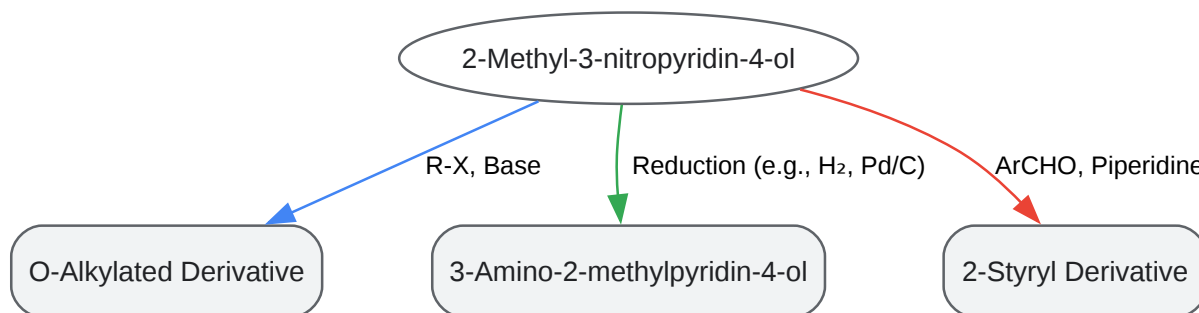 2-Methyl-3-nitropyridin-4-ol
R-X, Base
Reduction (e.g., H₂, Pd/C)
ArCHO, Piperidine
O-Alkylated Derivative
3-Amino-2-methylpyridin-4-ol
2-Styryl Derivative